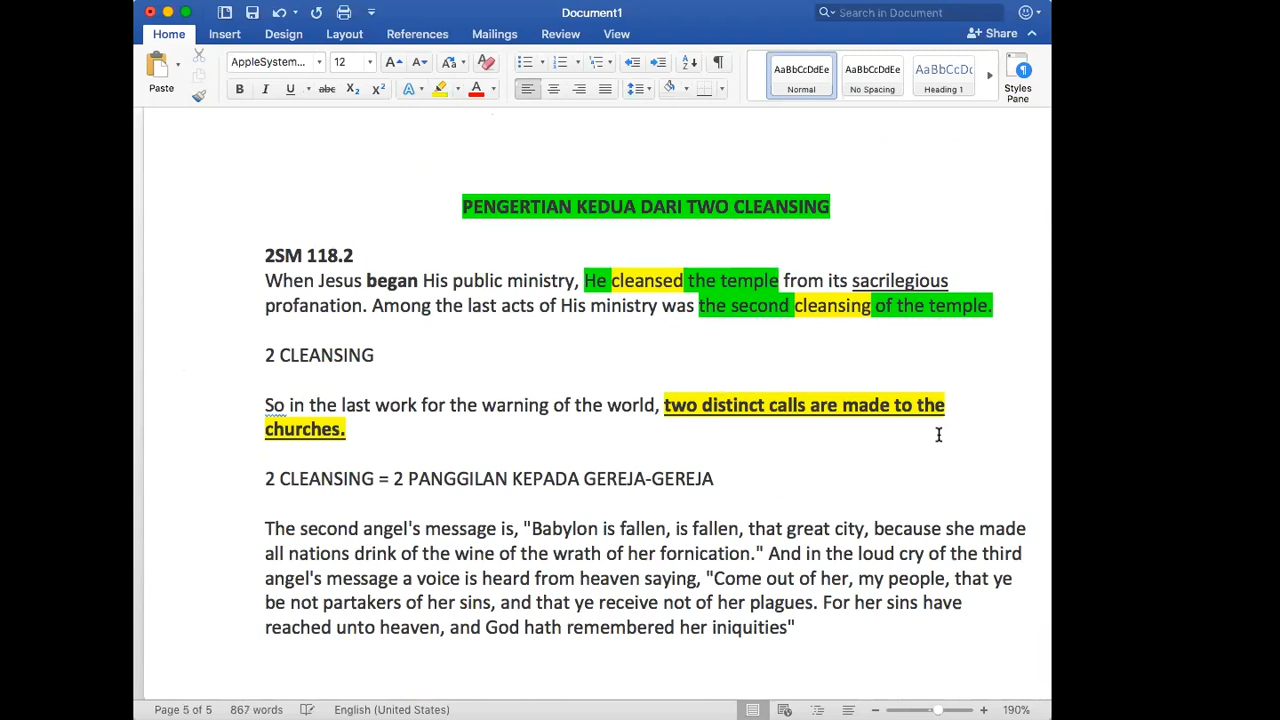 Document1
Search in Document
Home Insert Design Layout References Mailings Review View
Share
Paste
AppleSystem... 12
AaBbCcDdEe AaBbCcDdEe AaBbCcDc
Normal No Spacing Heading 1
Styles
Pane
PENGERTIAN KEDUA DARI TWO CLEANSING
2SM 118.2
When Jesus began His public ministry, He cleansed the temple from its sacrilegious
profanation. Among the last acts of His ministry was the second cleansing of the temple.
2 CLEANSING
So in the last work for the warning of the world, two distinct calls are made to the
churches.
2 CLEANSING = 2 PANGGILAN KEPADA GEREJA-GEREJA
The second angel's message is, "Babylon is fallen, is fallen, that great city, because she made
all nations drink of the wine of the wrath of her fornication." And in the loud cry of the third
angel's message a voice is heard from heaven saying, "Come out of her, my people, that ye
be not partakers of her sins, and that ye receive not of her plagues. For her sins have
reached unto heaven, and God hath remembered her iniquities"
Page 5 of 5 867 words English (United States) 190%